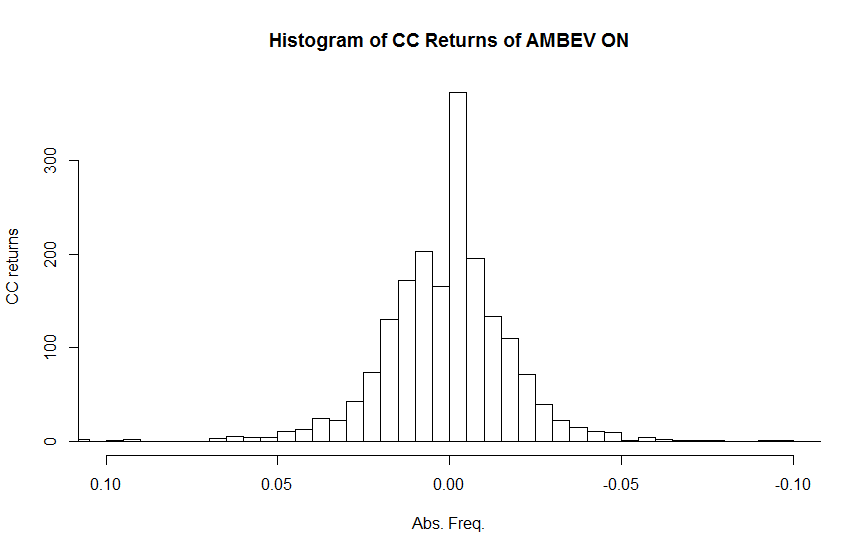 Histogram of CC Returns of AMBEV ON
300
200
100
0
CC returns
0.10 0.05 0.00 -0.05 -0.10
Abs. Freq.